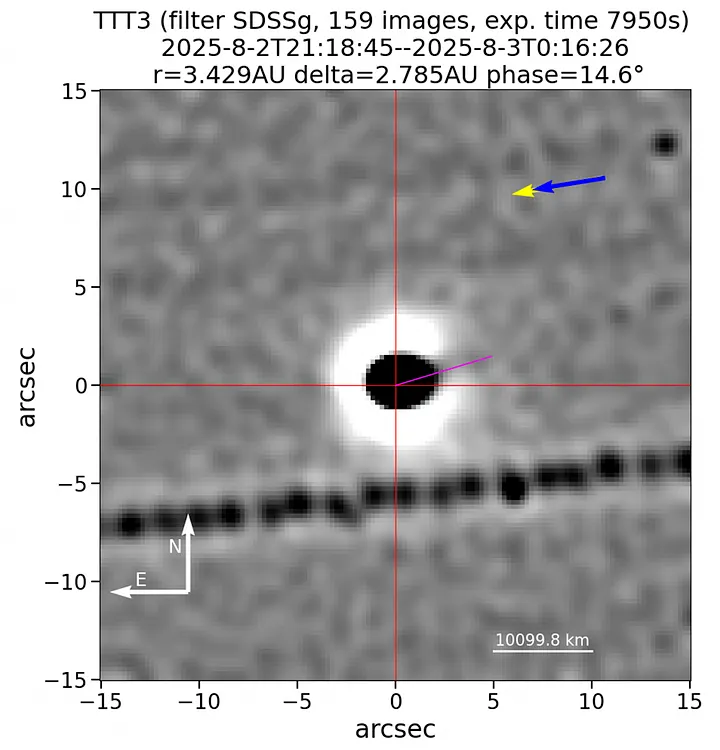 TTT3 (filter SDSSg, 159 images, exp. time 7950s)
2025-8-2T21:18:45--2025-8-3T0:16:26
r=3.429AU delta=2.785AU phase=14.6°
15
10
5
0
−5
−10
−15
arcsec
N
E
10099.8 km
−15
−10
−5
0
5
10
15
arcsec